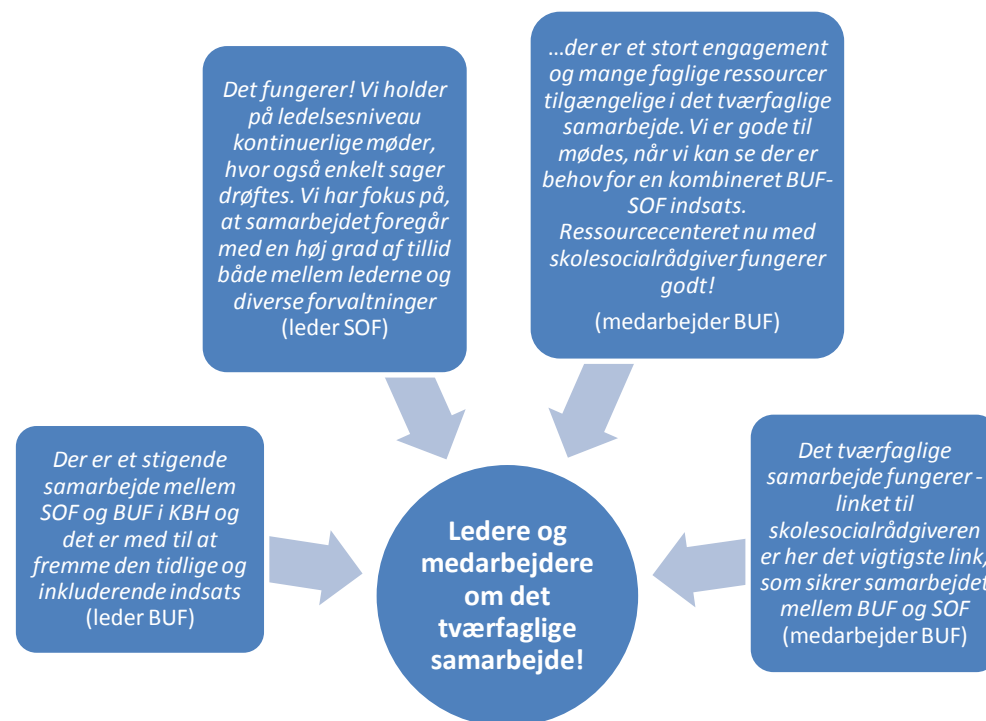 Det fungerer! Vi holder
på ledelsesniveau
kontinuerlige møder,
hvor også enkelt sager
drøftes. Vi har fokus på,
at samarbejdet foregår
med en høj grad af tillid
både mellem lederne og
diverse forvaltninger
(leder SOF)
...der er et stort engagement
og mange faglige ressourcer
tilgængelige i det tværfaglige
samarbejde. Vi er gode til
mødes, når vi kan se der er
behov for en kombineret BUF-
SOF indsats.
Ressourcecenteret nu med
skolesocialrådgiver fungerer
godt!
(medarbejder BUF)
Der er et stigende
samarbejde mellem
SOF og BUF i KBH og
det er med til at
fremme den tidlige og
inkluderende indsats
(leder BUF)
Ledere og
medarbejdere
om det
tværfaglige
samarbejde!
Det tværfaglige
samarbejde fungerer -
linket til
skolesocialrådgiveren
er her det vigtigste link,
som sikrer samarbejdet
mellem BUF og SOF
(medarbejder BUF)